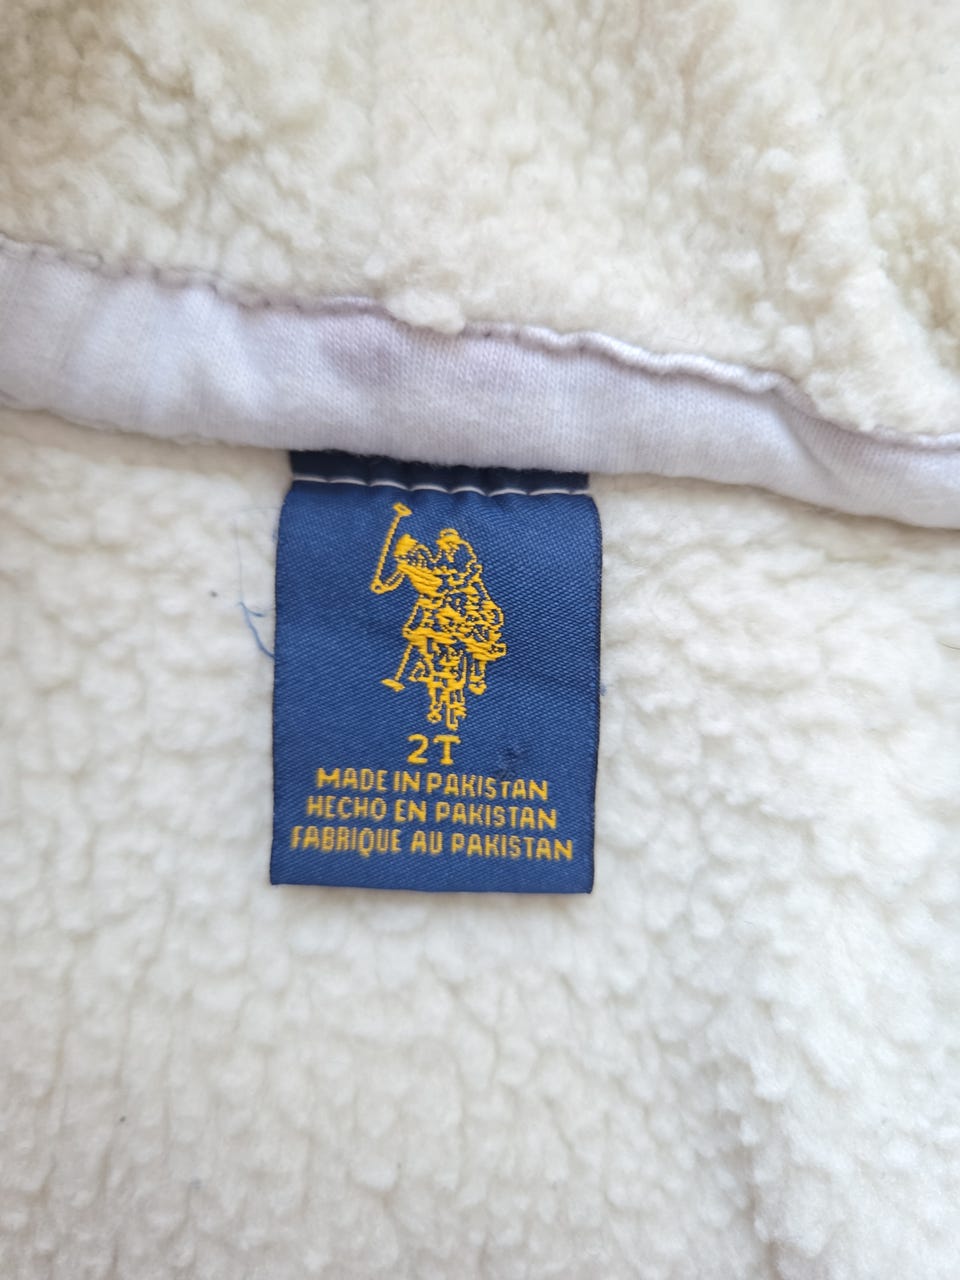 2T
MADE IN PAKISTAN
HECHO EN PAKISTAN
FABRIQUE AU PAKISTAN